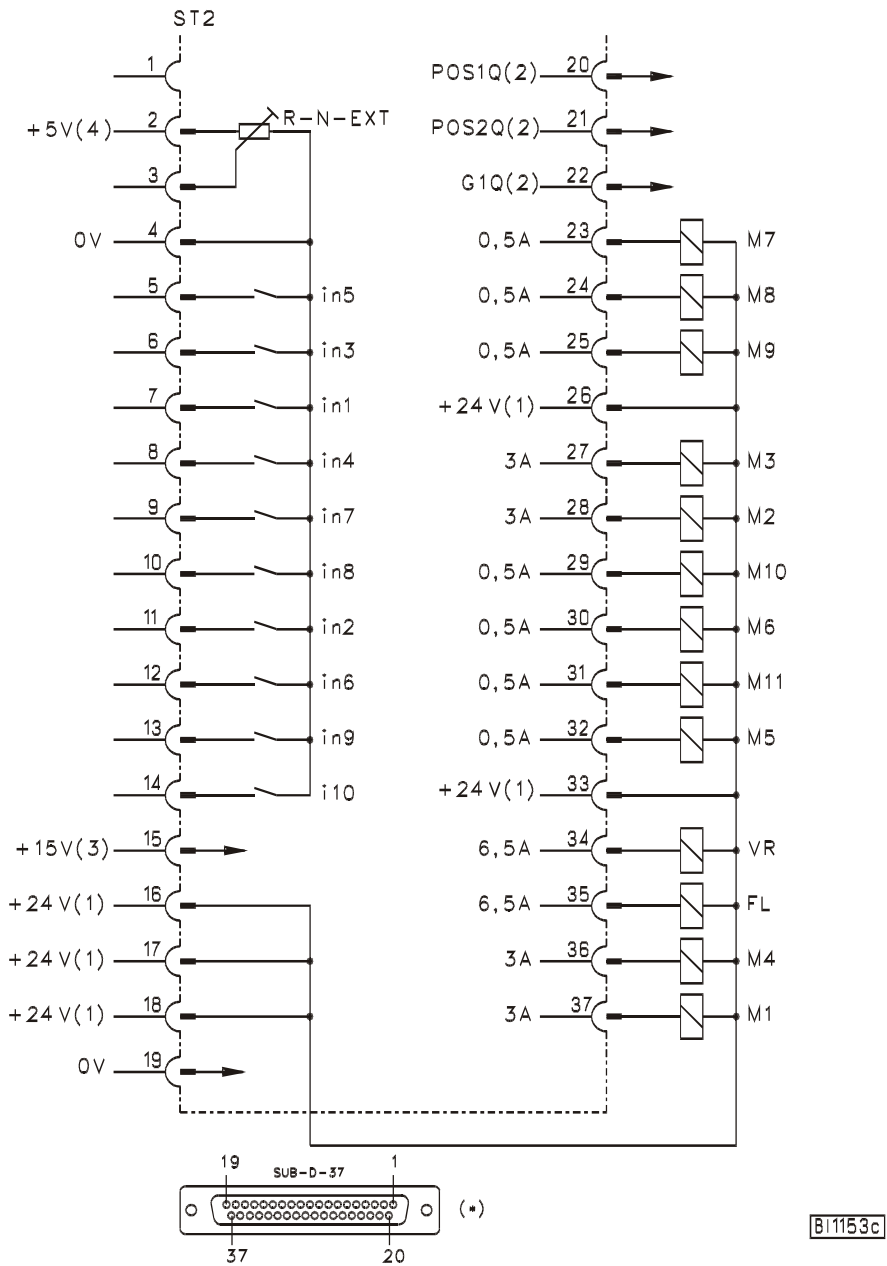 ST2
1
+5V(4) 2 R-N-EXT
3
0V 4
5 in5
6 in3
7 in1
8 in4
9 in7
10 in8
11 in2
12 in6
13 in9
14 i10
+15V(3) 15
+24V(1) 16
+24V(1) 17
+24V(1) 18
0V 19
POS1Q(2) 20
POS2Q(2) 21
G1Q(2) 22
0,5A 23 M7
0,5A 24 M8
0,5A 25 M9
+24V(1) 26
3A 27 M3
3A 28 M2
0,5A 29 M10
0,5A 30 M6
0,5A 31 M11
0,5A 32 M5
+24V(1) 33
6,5A 34 VR
6,5A 35 FL
3A 36 M4
3A 37 M1
19 SUB-D-37 1
(*)
37 20
BI1153c